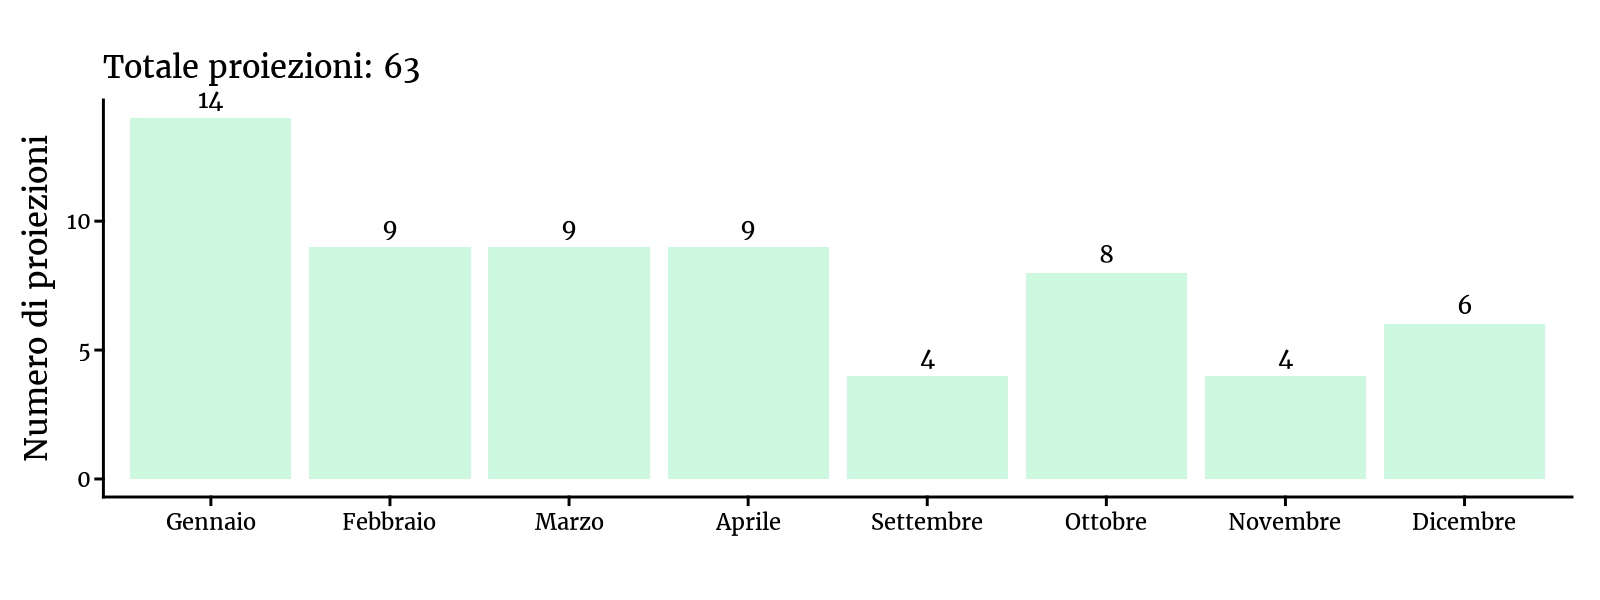 Totale proiezioni: 63
Numero di proiezioni
14
9
9
9
4
8
4
6
10
5
0
Gennaio
Febbraio
Marzo
Aprile
Settembre
Ottobre
Novembre
Dicembre